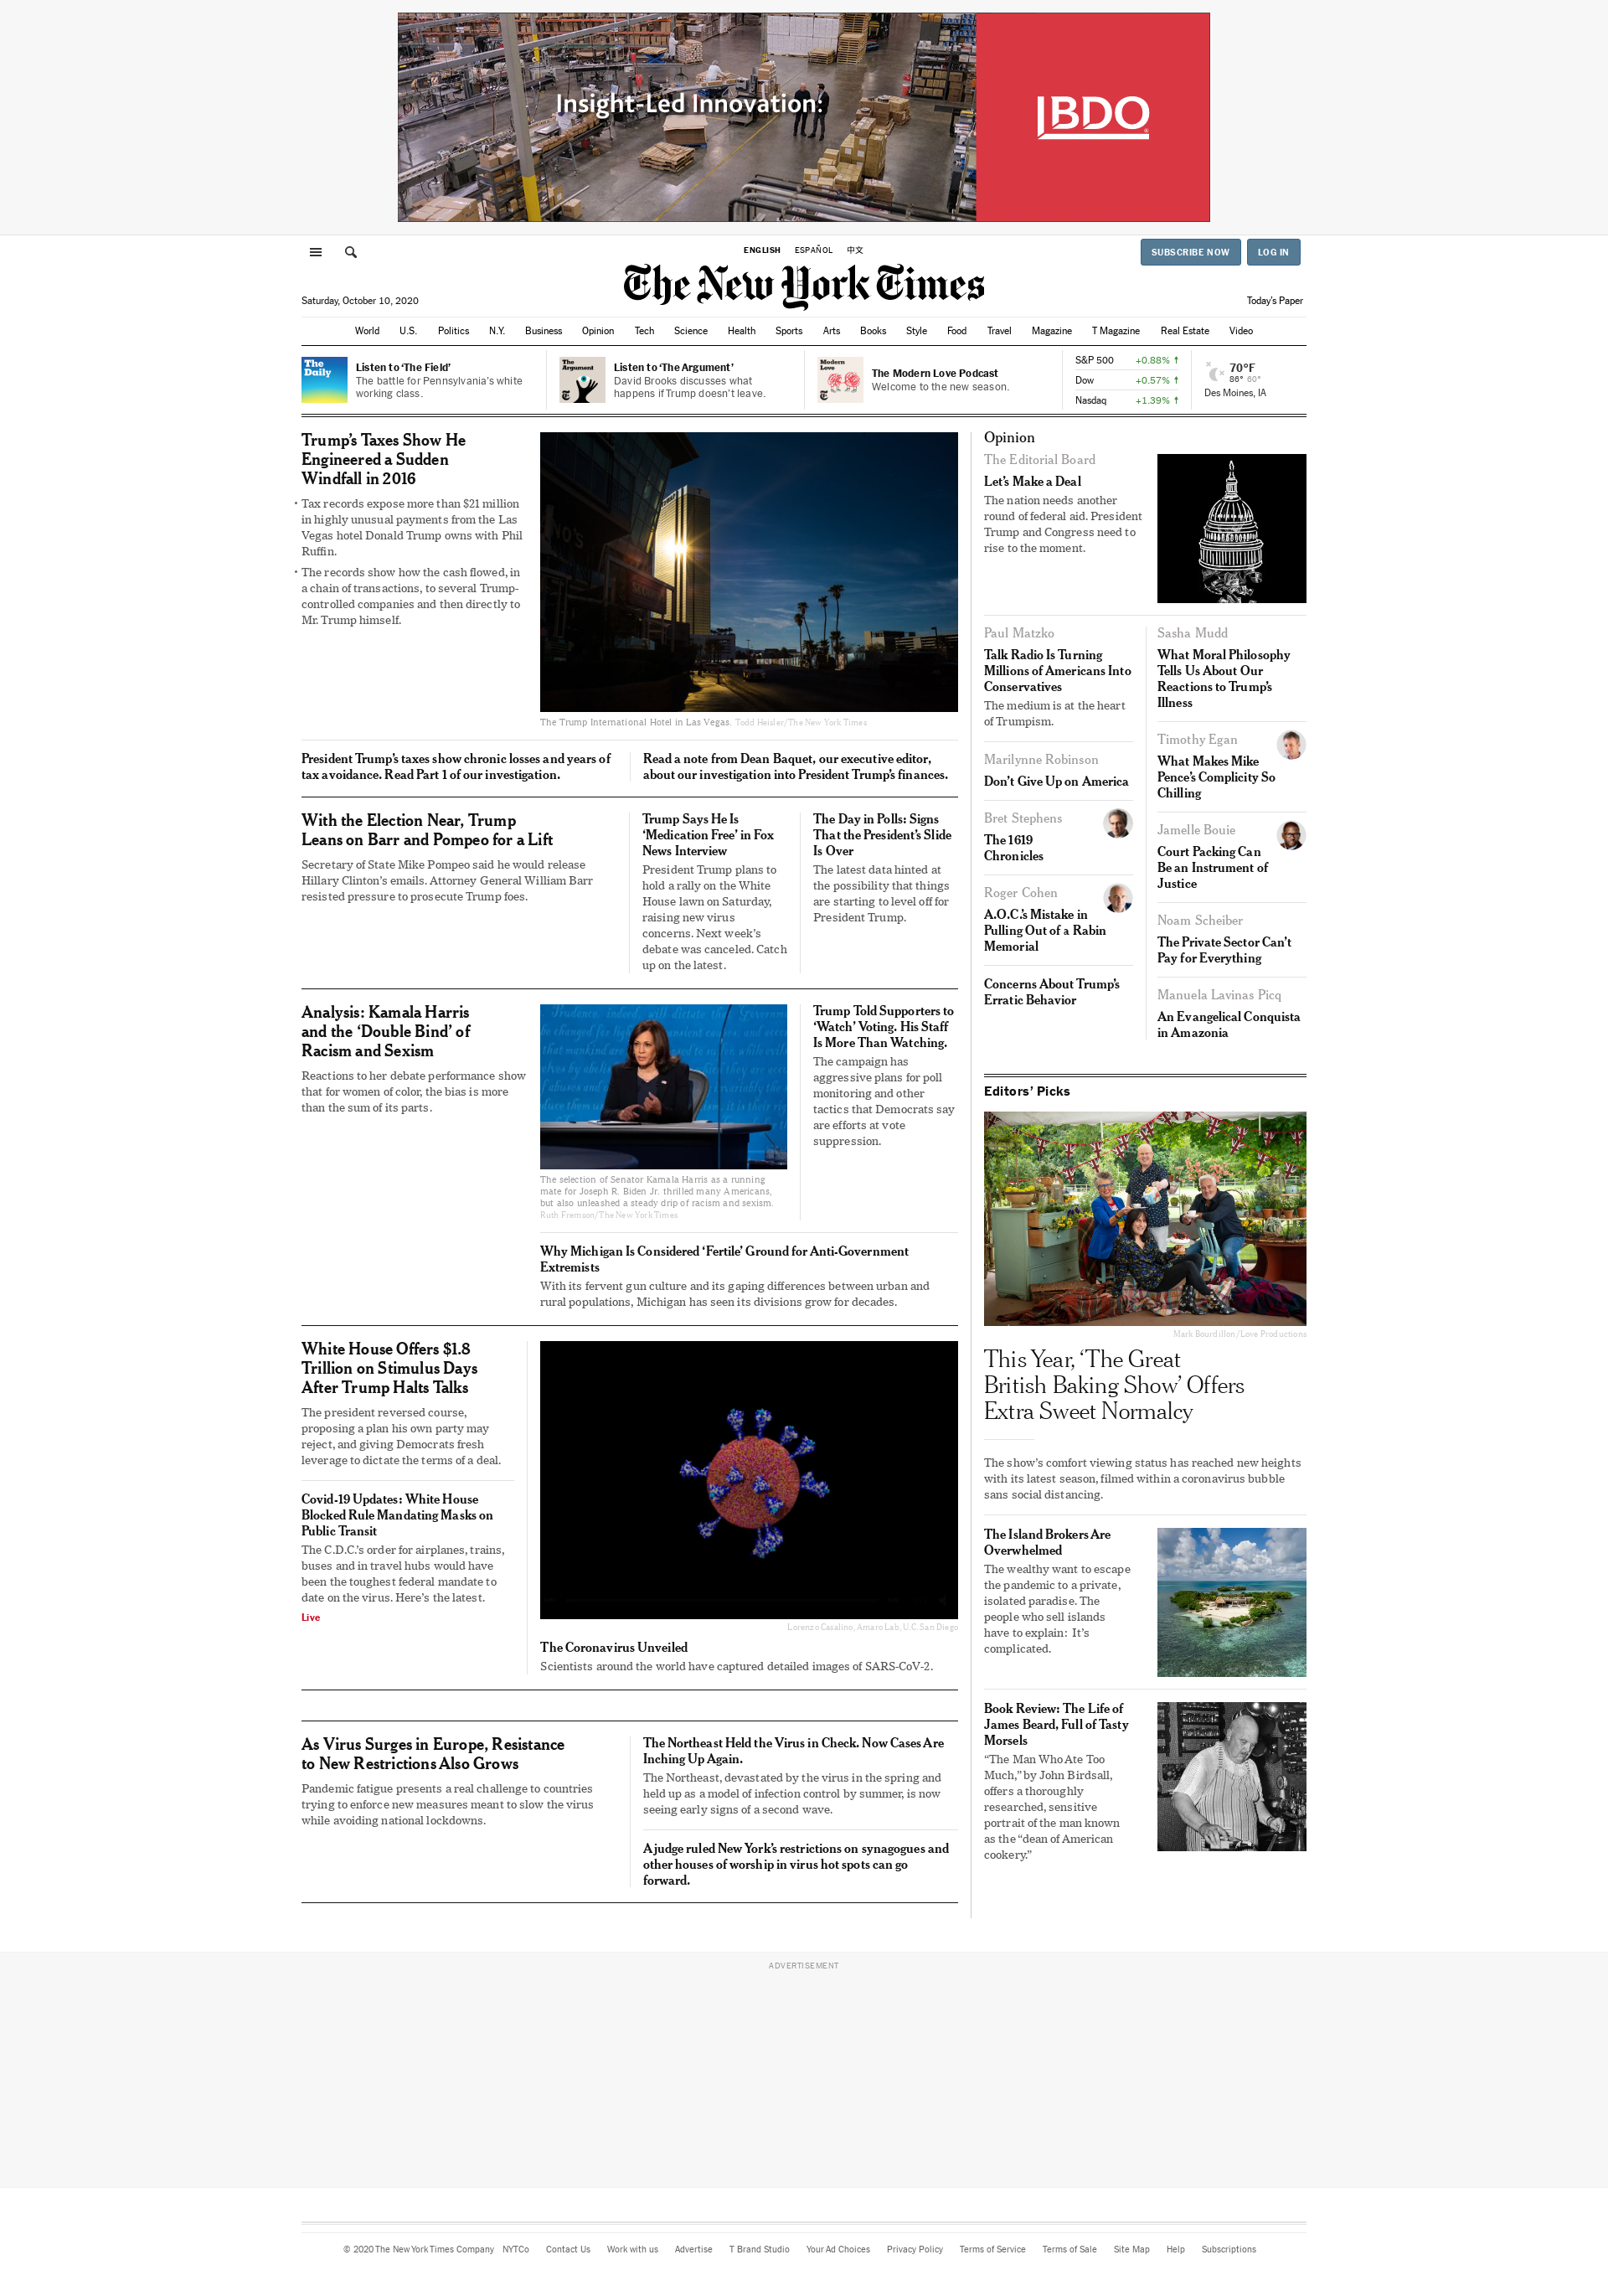 Insight-Led Innovation:
BDO
ENGLISH ESPAÑOL 中文
SUBSCRIBE NOW LOG IN
The New York Times
Saturday, October 10, 2020
Today's Paper
World U.S. Politics N.Y. Business Opinion Tech Science Health Sports Arts Books Style Food Travel Magazine T Magazine Real Estate Video
The
Daily
Listen to ‘The Field’
The battle for Pennsylvania's white
working class.
The
Argument
Listen to ‘The Argument’
David Brooks discusses what
happens if Trump doesn't leave.
Modern
Love
The Modern Love Podcast
Welcome to the new season.
S&P 500 +0.88% ↑
Dow +0.57% ↑
Nasdaq +1.39% ↑
70°F
86° 60°
Des Moines, IA
Trump’s Taxes Show He
Engineered a Sudden
Windfall in 2016
• Tax records expose more than $21 million
in highly unusual payments from the Las
Vegas hotel Donald Trump owns with Phil
Ruffin.
• The records show how the cash flowed, in
a chain of transactions, to several Trump-
controlled companies and then directly to
Mr. Trump himself.
The Trump International Hotel in Las Vegas. Todd Heisler/The New York Times
President Trump’s taxes show chronic losses and years of
tax avoidance. Read Part 1 of our investigation.
Read a note from Dean Baquet, our executive editor,
about our investigation into President Trump’s finances.
With the Election Near, Trump
Leans on Barr and Pompeo for a Lift
Secretary of State Mike Pompeo said he would release
Hillary Clinton’s emails. Attorney General William Barr
resisted pressure to prosecute Trump foes.
Trump Says He Is
‘Medication Free’ in Fox
News Interview
President Trump plans to
hold a rally on the White
House lawn on Saturday,
raising new virus
concerns. Next week’s
debate was canceled. Catch
up on the latest.
The Day in Polls: Signs
That the President’s Slide
Is Over
The latest data hinted at
the possibility that things
are starting to level off for
President Trump.
Analysis: Kamala Harris
and the ‘Double Bind’ of
Racism and Sexism
Reactions to her debate performance show
that for women of color, the bias is more
than the sum of its parts.
The selection of Senator Kamala Harris as a running
mate for Joseph R. Biden Jr. thrilled many Americans,
but also unleashed a steady drip of racism and sexism.
Ruth Fremson/The New York Times
Trump Told Supporters to
‘Watch’ Voting. His Staff
Is More Than Watching.
The campaign has
aggressive plans for poll
monitoring and other
tactics that Democrats say
are efforts at vote
suppression.
Why Michigan Is Considered ‘Fertile’ Ground for Anti-Government
Extremists
With its fervent gun culture and its gaping differences between urban and
rural populations, Michigan has seen its divisions grow for decades.
White House Offers $1.8
Trillion on Stimulus Days
After Trump Halts Talks
The president reversed course,
proposing a plan his own party may
reject, and giving Democrats fresh
leverage to dictate the terms of a deal.
Covid-19 Updates: White House
Blocked Rule Mandating Masks on
Public Transit
The C.D.C.’s order for airplanes, trains,
buses and in travel hubs would have
been the toughest federal mandate to
date on the virus. Here’s the latest.
Live
Lorenzo Casalino, Amaro Lab, U.C. San Diego
The Coronavirus Unveiled
Scientists around the world have captured detailed images of SARS-CoV-2.
As Virus Surges in Europe, Resistance
to New Restrictions Also Grows
Pandemic fatigue presents a real challenge to countries
trying to enforce new measures meant to slow the virus
while avoiding national lockdowns.
The Northeast Held the Virus in Check. Now Cases Are
Inching Up Again.
The Northeast, devastated by the virus in the spring and
held up as a model of infection control by summer, is now
seeing early signs of a second wave.
A judge ruled New York’s restrictions on synagogues and
other houses of worship in virus hot spots can go
forward.
Opinion
The Editorial Board
Let’s Make a Deal
The nation needs another
round of federal aid. President
Trump and Congress need to
rise to the moment.
Paul Matzko
Talk Radio Is Turning
Millions of Americans Into
Conservatives
The medium is at the heart
of Trumpism.
Marilynne Robinson
Don’t Give Up on America
Bret Stephens
The 1619
Chronicles
Roger Cohen
A.O.C.’s Mistake in
Pulling Out of a Rabin
Memorial
Concerns About Trump’s
Erratic Behavior
Sasha Mudd
What Moral Philosophy
Tells Us About Our
Reactions to Trump’s
Illness
Timothy Egan
What Makes Mike
Pence’s Complicity So
Chilling
Jamelle Bouie
Court Packing Can
Be an Instrument of
Justice
Noam Scheiber
The Private Sector Can’t
Pay for Everything
Manuela Lavinas Picq
An Evangelical Conquista
in Amazonia
Editors’ Picks
Mark Bourdillon/Love Productions
This Year, ‘The Great
British Baking Show’ Offers
Extra Sweet Normalcy
The show’s comfort viewing status has reached new heights
with its latest season, filmed within a coronavirus bubble
sans social distancing.
The Island Brokers Are
Overwhelmed
The wealthy want to escape
the pandemic to a private,
isolated paradise. The
people who sell islands
have to explain: It’s
complicated.
Book Review: The Life of
James Beard, Full of Tasty
Morsels
“The Man Who Ate Too
Much,” by John Birdsall,
offers a thoroughly
researched, sensitive
portrait of the man known
as the “dean of American
cookery.”
ADVERTISEMENT
© 2020 The New York Times Company NYTCo Contact Us Work with us Advertise T Brand Studio Your Ad Choices Privacy Policy Terms of Service Terms of Sale Site Map Help Subscriptions